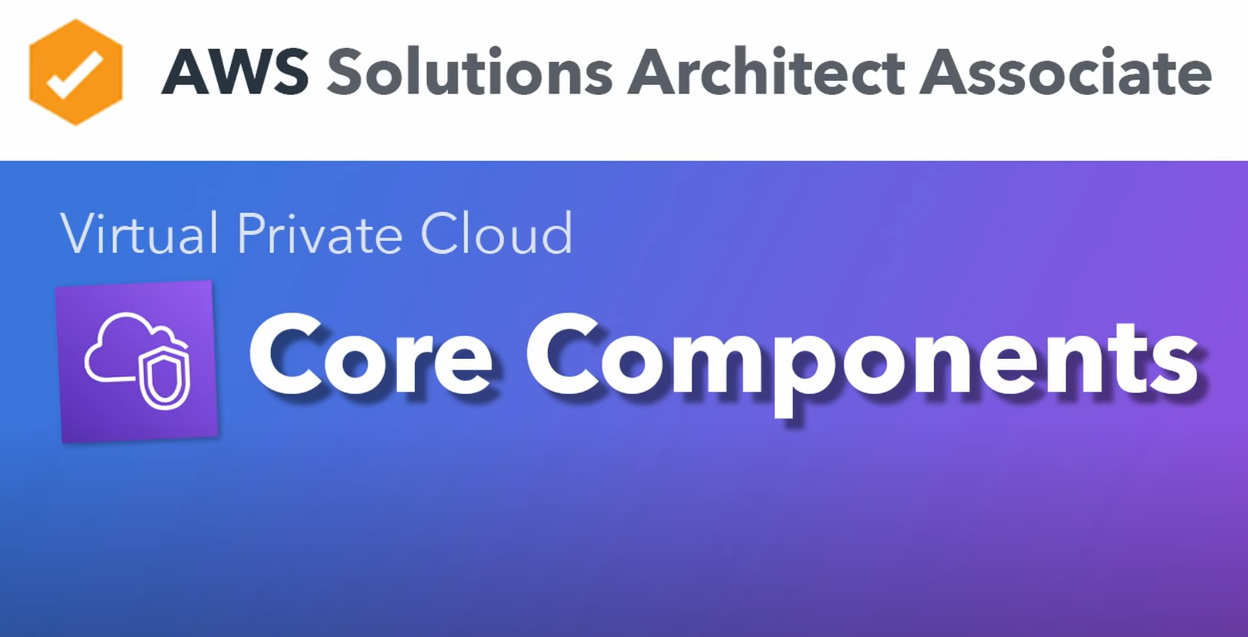 AWS Solutions Architect Associate
Virtual Private Cloud
Core Components